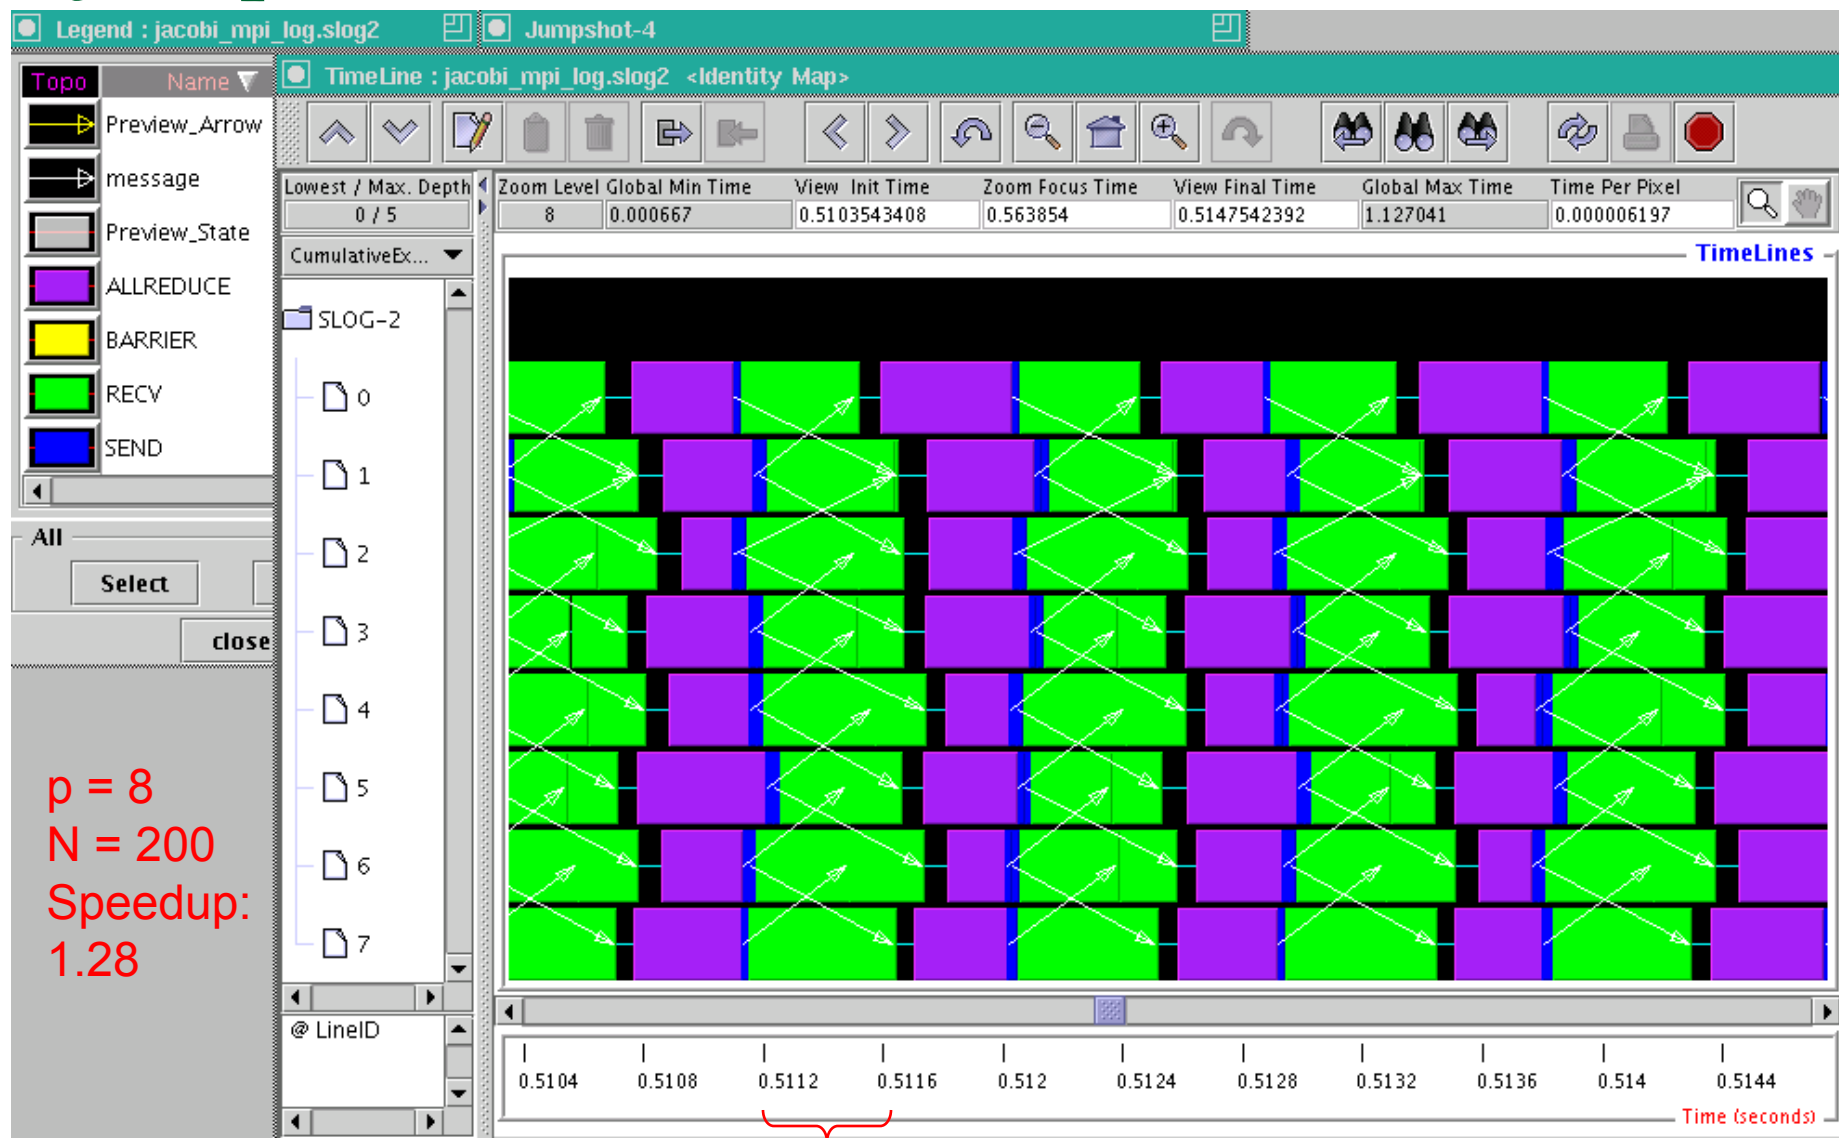 Legend : jacobi_mpi_log.slog2
Jumpshot-4
Topo Name
Preview_Arrow
message
Preview_State
ALLREDUCE
BARRIER
RECV
SEND
All
Select
close
TimeLine : jacobi_mpi_log.slog2 <Identity Map>
Lowest / Max. Depth
0 / 5
Zoom Level Global Min Time View Init Time Zoom Focus Time View Final Time Global Max Time Time Per Pixel
8 0.000667 0.5103543408 0.563854 0.5147542392 1.127041 0.000006197
CumulativeEx...
TimeLines
SLOG-2
0
1
2
3
4
5
6
7
@ LineID
0.5104 0.5108 0.5112 0.5116 0.512 0.5124 0.5128 0.5132 0.5136 0.514 0.5144
Time (seconds)
p = 8
N = 200
Speedup:
1.28